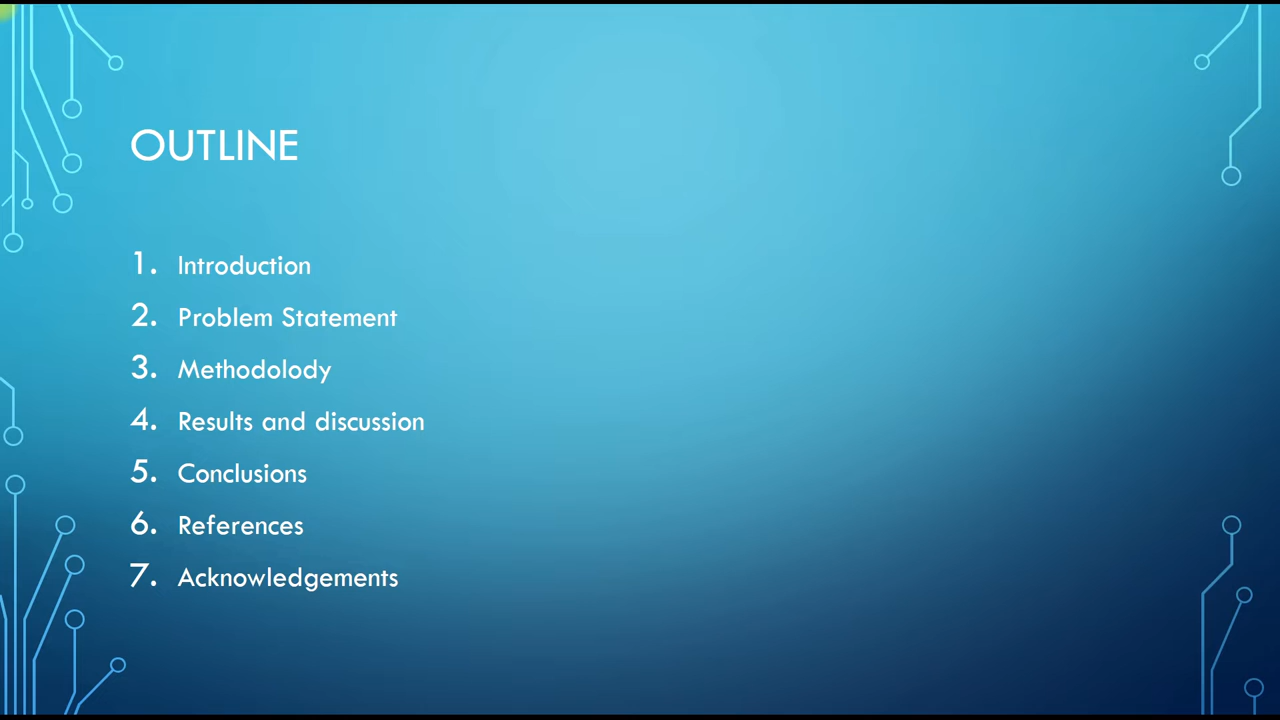 OUTLINE
1. Introduction
2. Problem Statement
3. Methodolody
4. Results and discussion
5. Conclusions
6. References
7. Acknowledgements